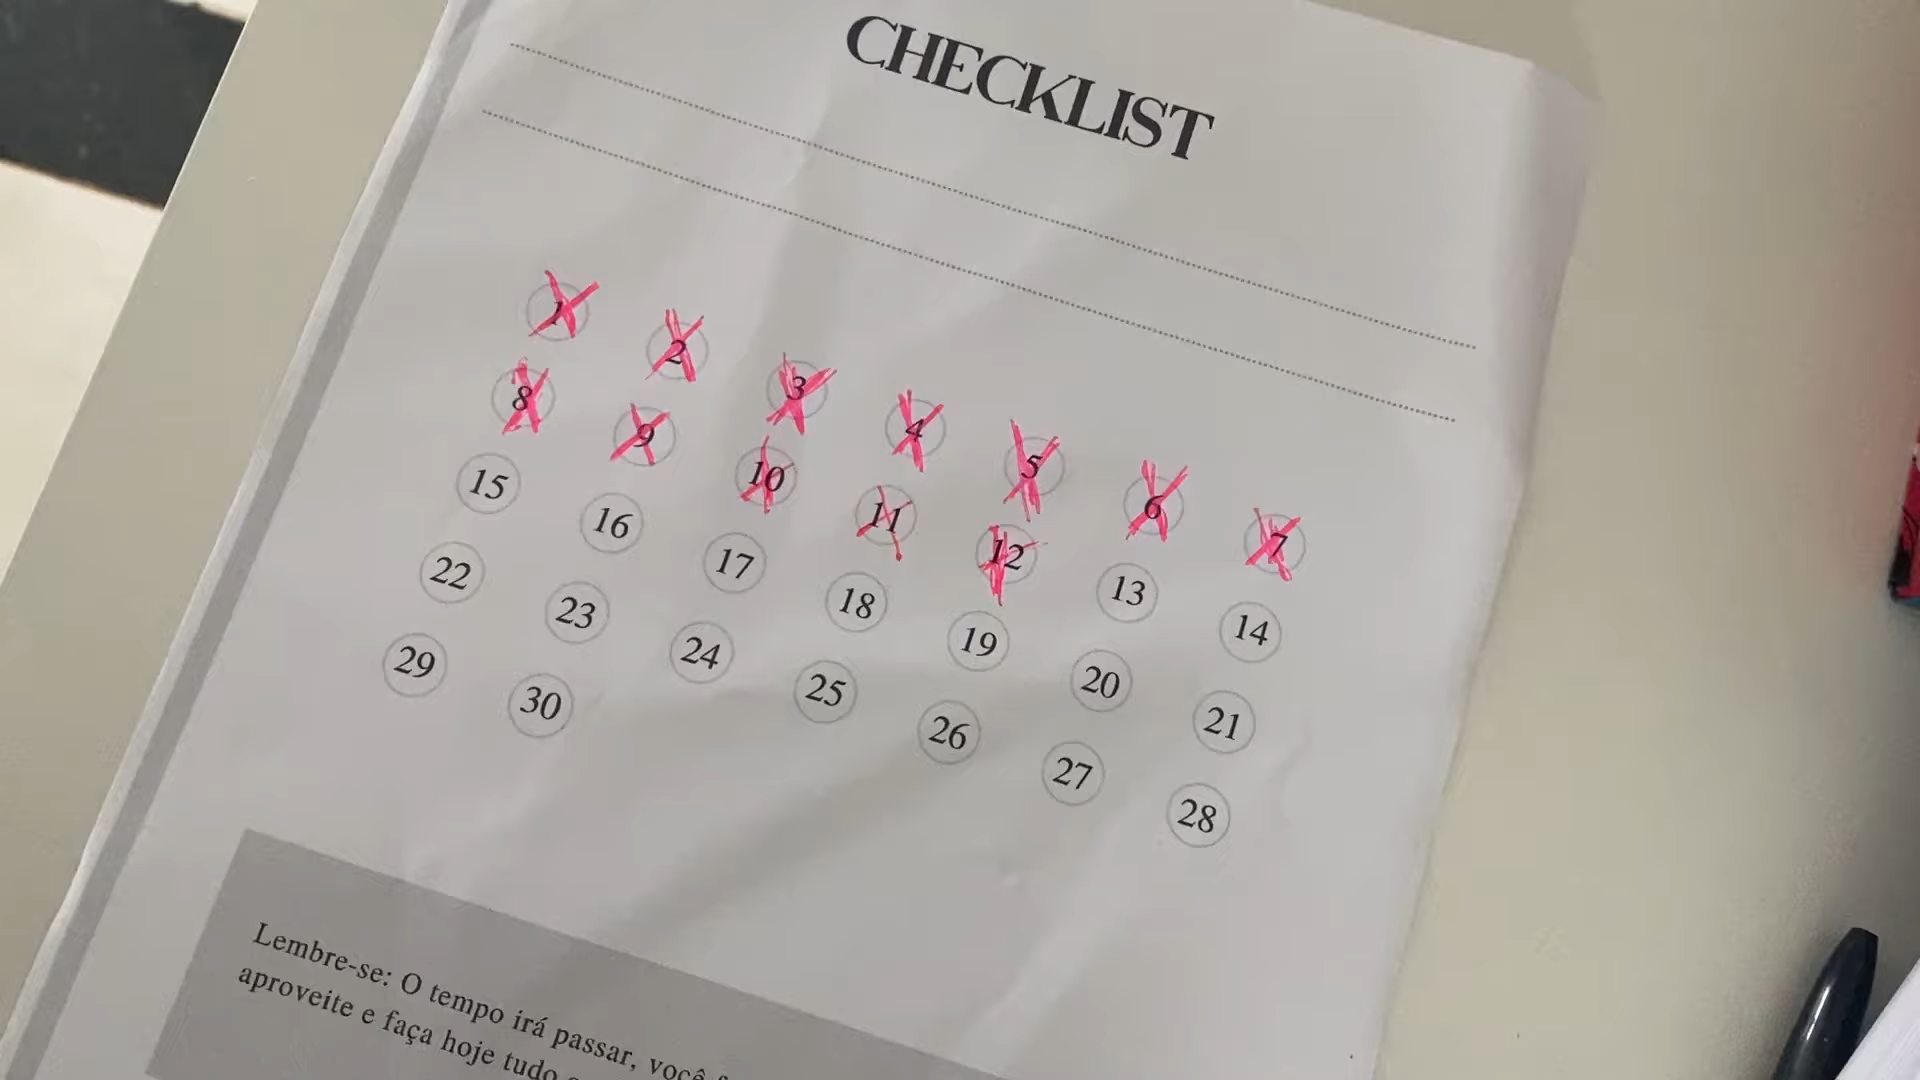 CHECKLIST
1 2 3 4 5 6 7
8 9 10 11 12 13 14
15 16 17 18 19 20 21
22 23 24 25 26 27 28
29 30
Lembre-se: O tempo irá passar, você
aproveite e faça hoje tudo